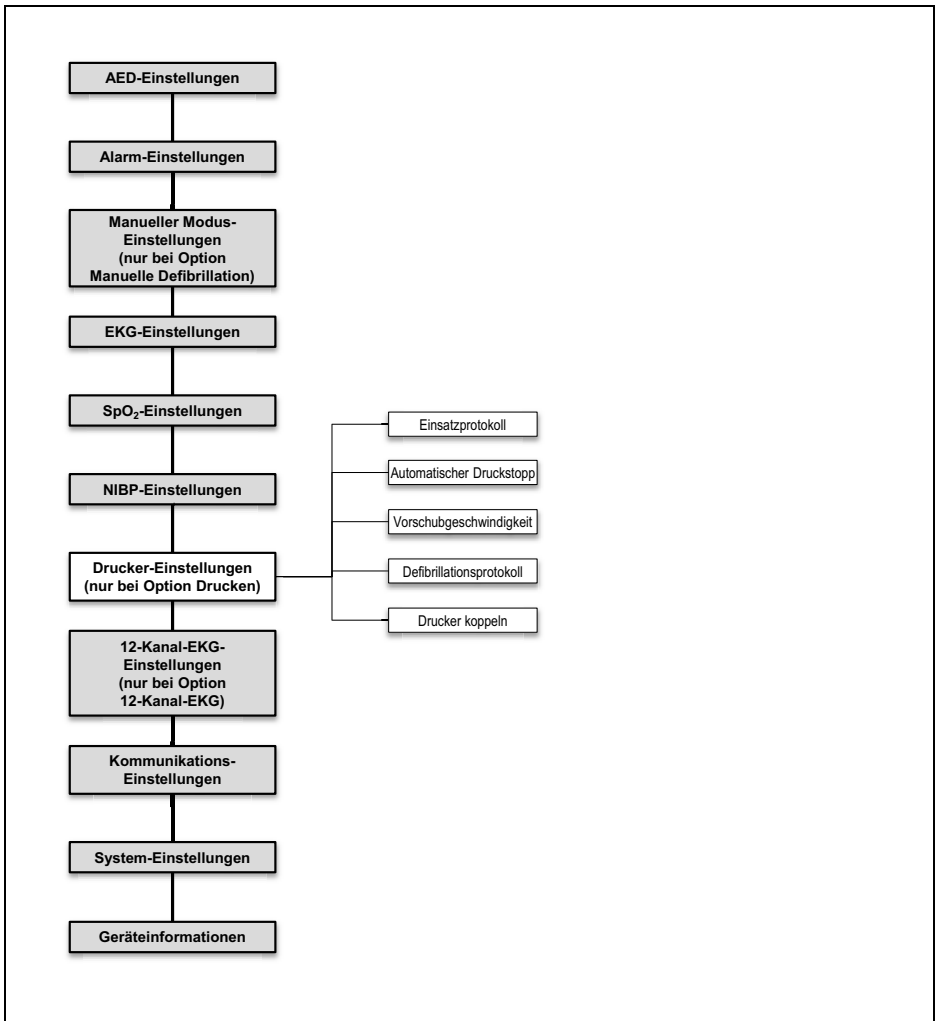 AED-Einstellungen
Alarm-Einstellungen
Manueller Modus-
Einstellungen
(nur bei Option
Manuelle Defibrillation)
EKG-Einstellungen
SpO₂-Einstellungen
NIBP-Einstellungen
Drucker-Einstellungen
(nur bei Option Drucken)
Einsatzprotokoll
Automatischer Druckstopp
Vorschubgeschwindigkeit
Defibrillationsprotokoll
Drucker koppeln
12-Kanal-EKG-
Einstellungen
(nur bei Option
12-Kanal-EKG)
Kommunikations-
Einstellungen
System-Einstellungen
Geräteinformationen